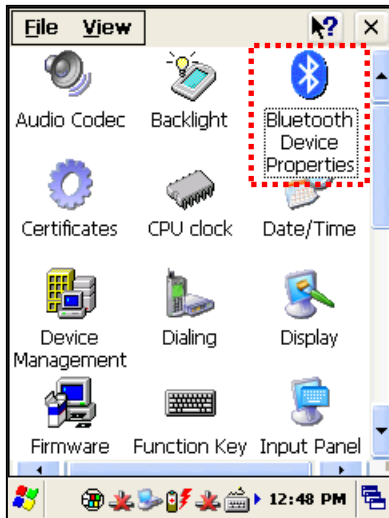 File View ?
Audio Codec Backlight Bluetooth Device Properties
Certificates CPU clock Date/Time
Device Management Dialing Display
Firmware Function Key Input Panel
12:48 PM